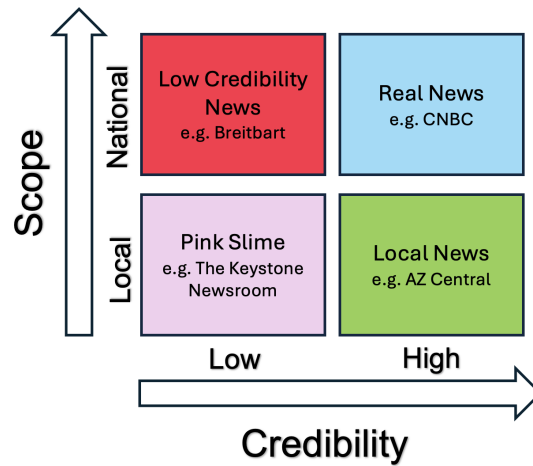 Scope
National
Local
Low Credibility
News
e.g. Breitbart
Real News
e.g. CNBC
Pink Slime
e.g. The Keystone
Newsroom
Local News
e.g. AZ Central
Low
High
Credibility